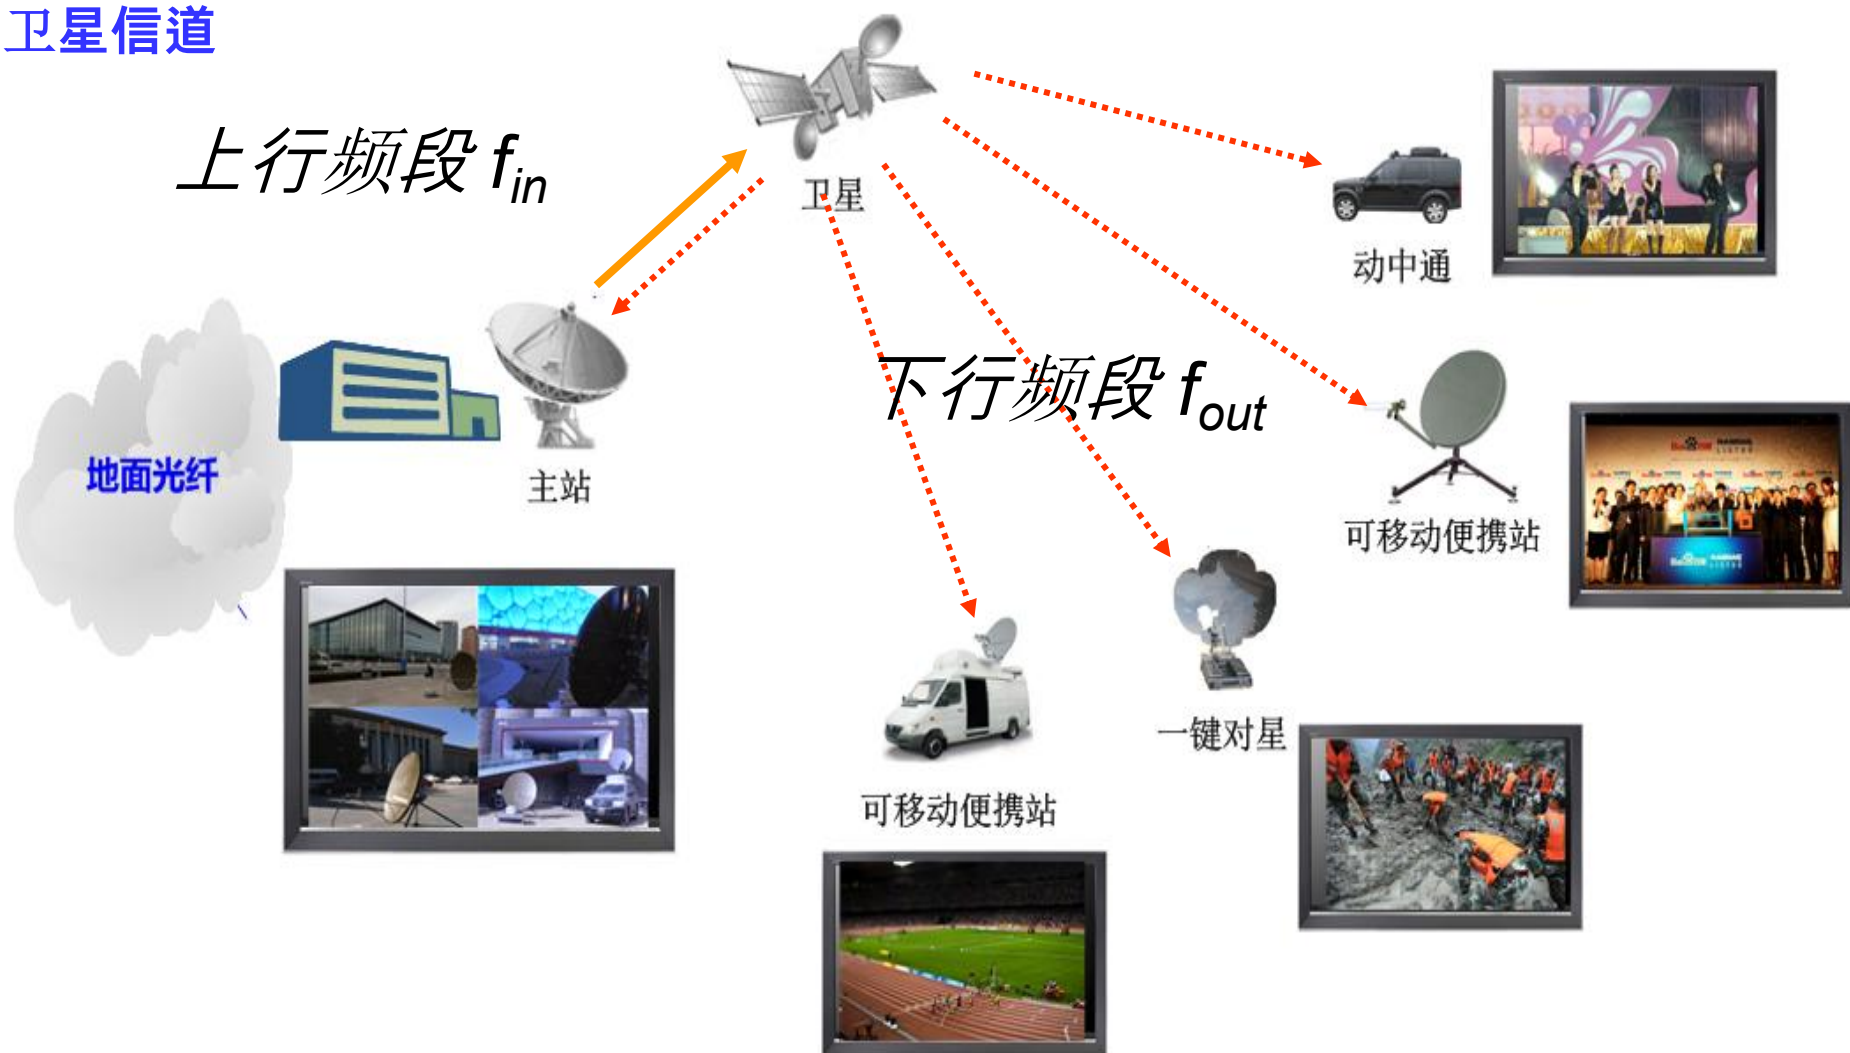 卫星信道
上行频段 fin
卫星
动中通
下行频段 fout
地面光纤
主站
可移动便携站
一键对星
可移动便携站